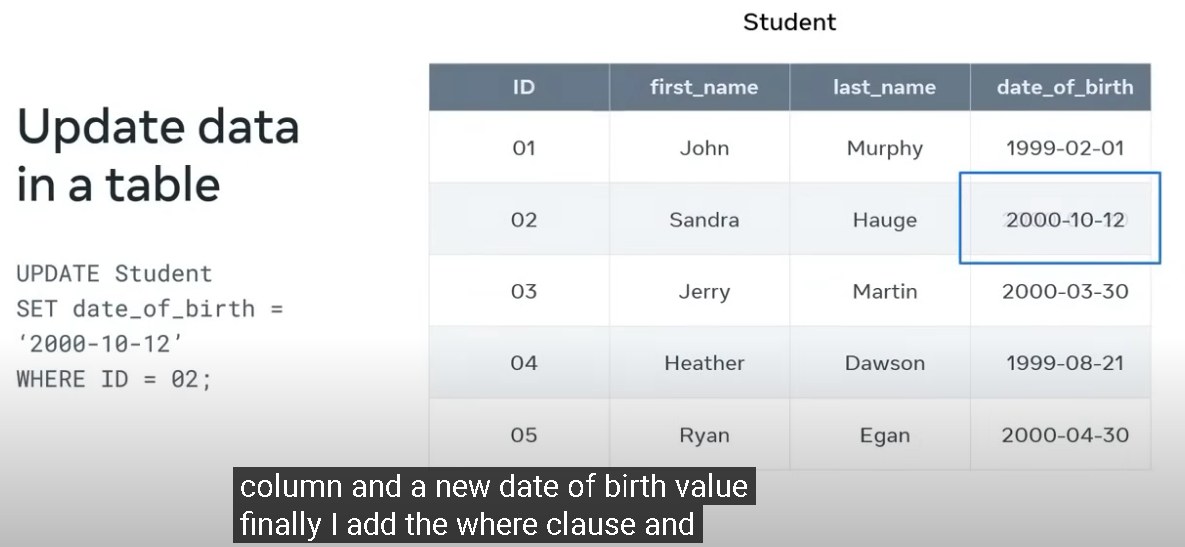 Update data
in a table
UPDATE Student
SET date_of_birth =
‘2000-10-12’
WHERE ID = 02;
Student
ID first_name last_name date_of_birth
01 John Murphy 1999-02-01
02 Sandra Hauge 2000-10-12
03 Jerry Martin 2000-03-30
04 Heather Dawson 1999-08-21
05 Ryan Egan 2000-04-30
column and a new date of birth value
finally I add the where clause and